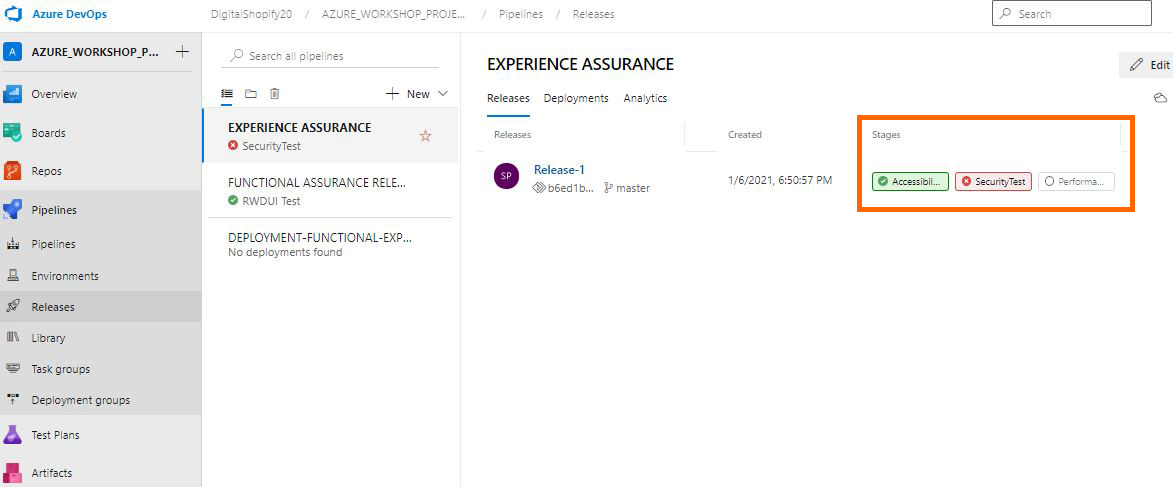 Azure DevOps
DigitalShopify20 / AZURE_WORKSHOP_PROJE... / Pipelines / Releases
Search
A AZURE_WORKSHOP_P...
Overview
Boards
Repos
Pipelines
Pipelines
Environments
Releases
Library
Task groups
Deployment groups
Test Plans
Artifacts
Search all pipelines
New
EXPERIENCE ASSURANCE
SecurityTest
FUNCTIONAL ASSURANCE RELE...
RWDUI Test
DEPLOYMENT-FUNCTIONAL-EXP...
No deployments found
EXPERIENCE ASSURANCE
Edit
Releases Deployments Analytics
Releases Created Stages
SP Release-1
b6ed1b... master
1/6/2021, 6:50:57 PM
Accessibil... SecurityTest Performa...